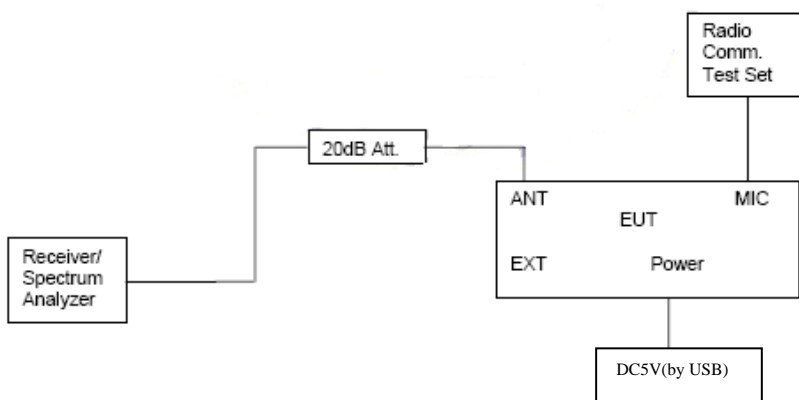 Radio
Comm.
Test Set
20dB Att.
ANT
MIC
EUT
EXT
Power
Receiver/
Spectrum
Analyzer
DC5V(by USB)